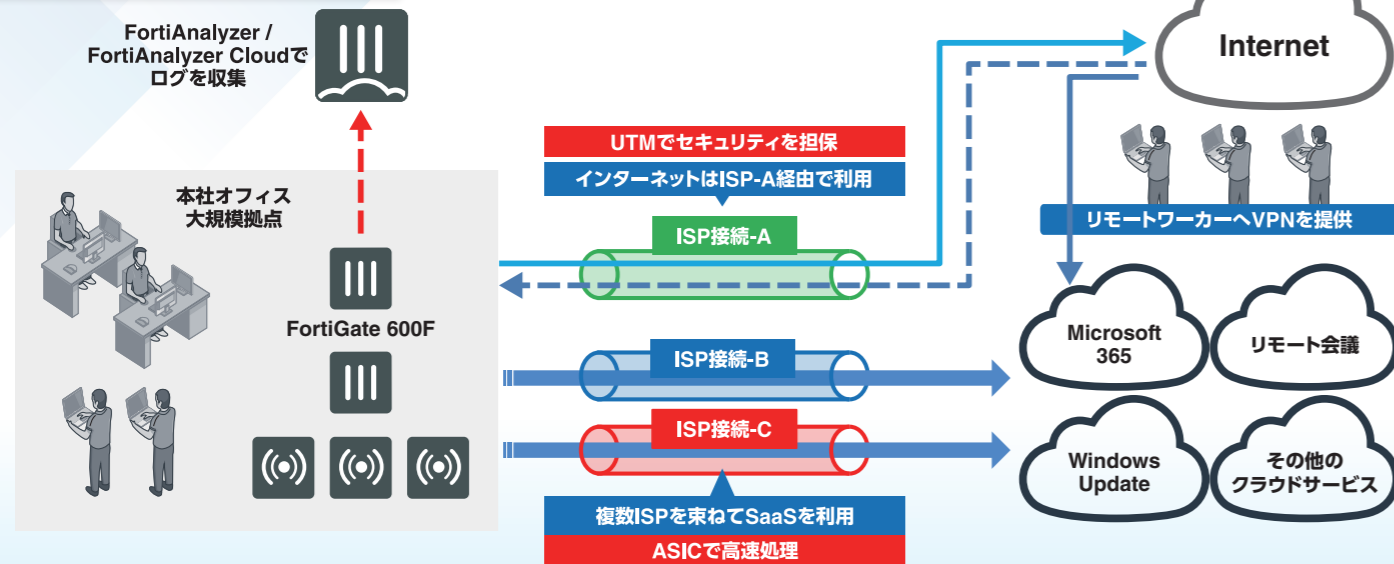 FortiAnalyzer /
FortiAnalyzer Cloudで
ログを収集
Internet
UTMでセキュリティを担保
インターネットはISP-A経由で利用
本社オフィス
大規模拠点
リモートワーカーへVPNを提供
ISP接続-A
FortiGate 600F
Microsoft
365
リモート会議
ISP接続-B
ISP接続-C
Windows
Update
その他の
クラウドサービス
複数ISPを束ねてSaaSを利用
ASICで高速処理